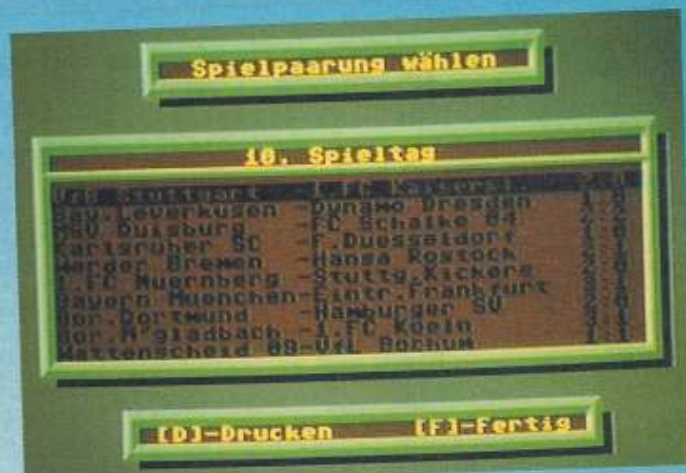 Spielpaarung wählen
18. Spieltag
VfB Stuttgart -1.FC Kaisersl.
Bay.Leverkusen -Dynamo Dresden
MSV Duisburg -FC Schalke 04
Karlsruher SC -F.Duesseldorf
Werder Bremen -Hansa Rostock
1.FC Nuernberg -Stuttg.Kickers
Bayern Muenchen-Eintr.Frankfurt
Bor.Dortmund -Hamburger SV
Bor.M'gladbach -1.FC Koeln
Wattenscheid 09-VfL Bochum
[D]-Drucken [F]-Fertig